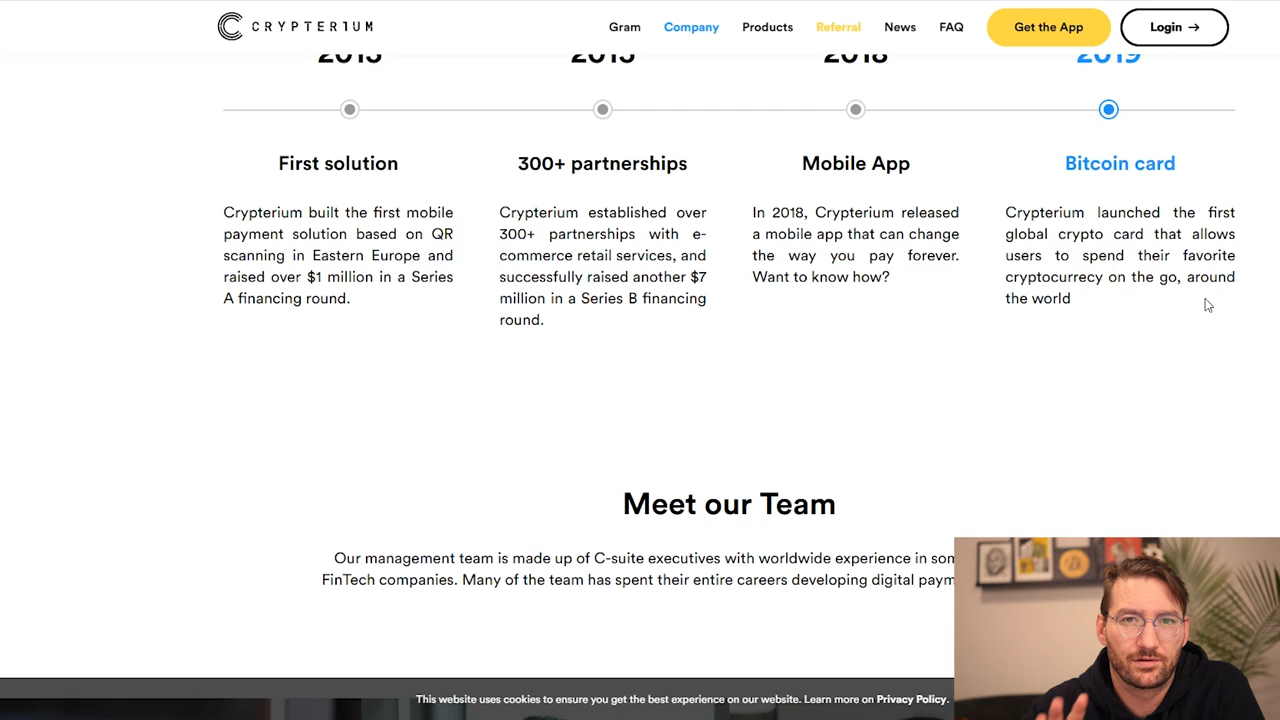 CRYPTERIUM
Gram Company Products Referral News FAQ Get the App Login →
2018 2019
First solution 300+ partnerships Mobile App Bitcoin card
Crypterium built the first mobile
payment solution based on QR
scanning in Eastern Europe and
raised over $1 million in a Series
A financing round.
Crypterium established over
300+ partnerships with e-
commerce retail services, and
successfully raised another $7
million in a Series B financing
round.
In 2018, Crypterium released
a mobile app that can change
the way you pay forever.
Want to know how?
Crypterium launched the first
global crypto card that allows
users to spend their favorite
cryptocurrecy on the go, around
the world
Meet our Team
Our management team is made up of C-suite executives with worldwide experience in
FinTech companies. Many of the team has spent their entire careers developing digital
This website uses cookies to ensure you get the best experience on our website. Learn more on Privacy Policy.